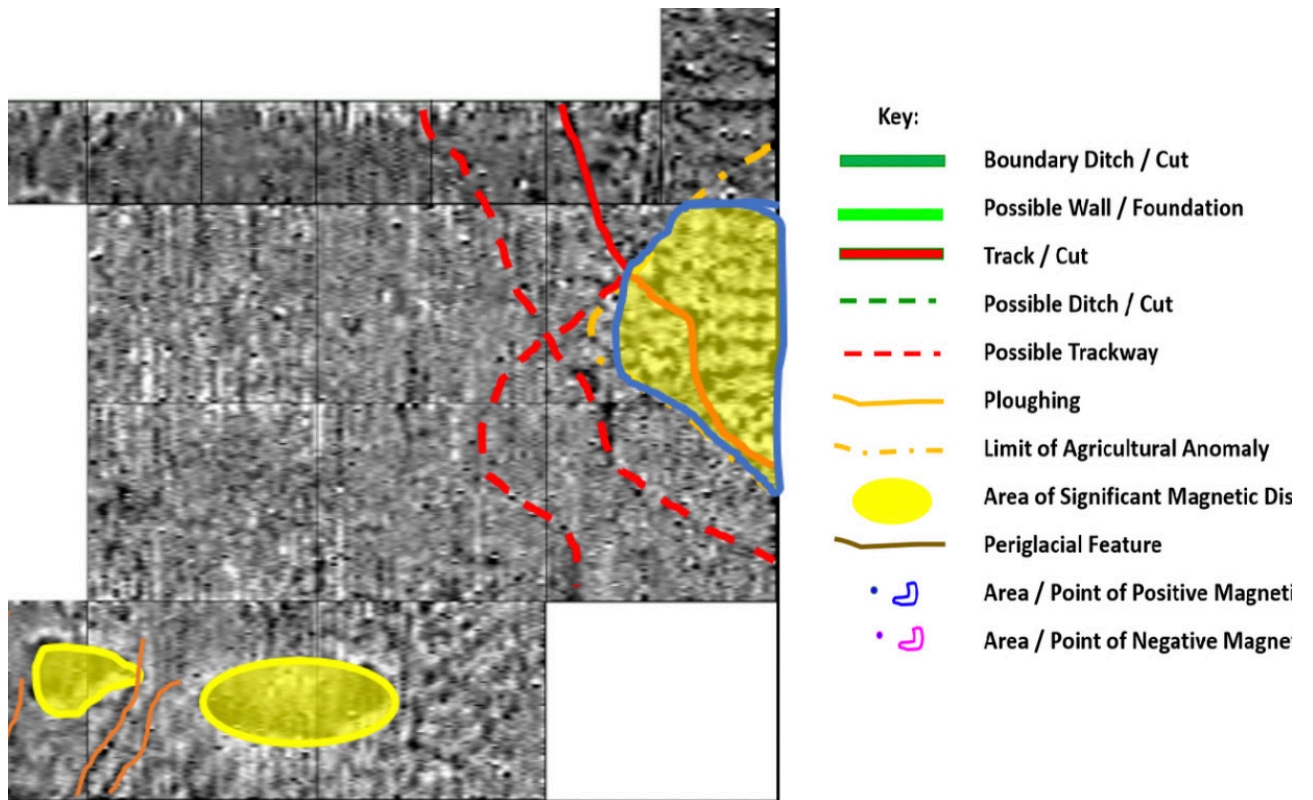 Key:
Boundary Ditch / Cut
Possible Wall / Foundation
Track / Cut
Possible Ditch / Cut
Possible Trackway
Ploughing
Limit of Agricultural Anomaly
Area of Significant Magnetic Dis
Periglacial Feature
Area / Point of Positive Magneti
Area / Point of Negative Magnet